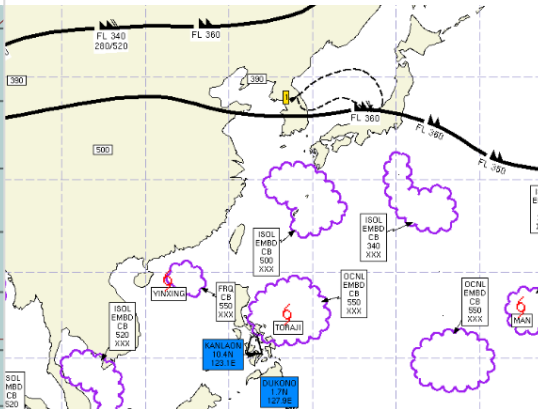 FL 340
280/520
FL 360
390
390
500
FL 360
FL 360
FL 350
ISOL
EMBD
CB
500
XXX
ISOL
EMBD
CB
340
XXX
YINXING
FRQ
CB
550
XXX
OCNL
EMBD
CB
550
XXX
TORAJI
OCNL
EMBD
CB
550
XXX
MAN
ISOL
EMBD
CB
520
XXX
KANLAON
10.4N
123.1E
DUKONO
1.7N
127.9E
SOL
EMBD
CB
520